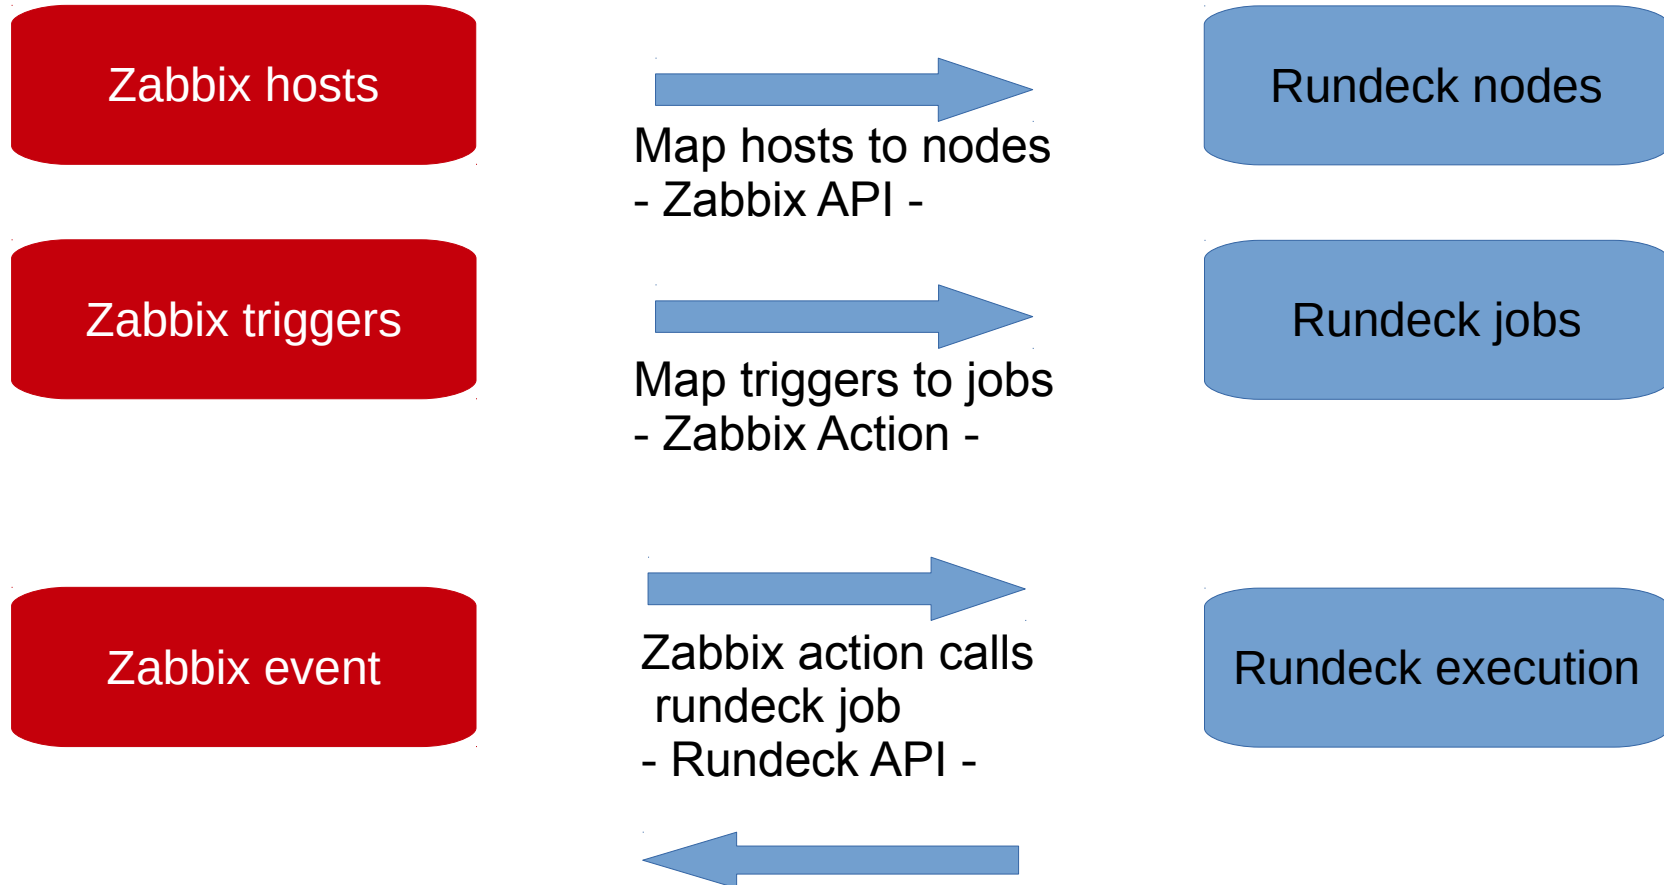 Zabbix hosts
Rundeck nodes
Map hosts to nodes
- Zabbix API -
Zabbix triggers
Rundeck jobs
Map triggers to jobs
- Zabbix Action -
Zabbix event
Rundeck execution
Zabbix action calls
rundeck job
- Rundeck API -